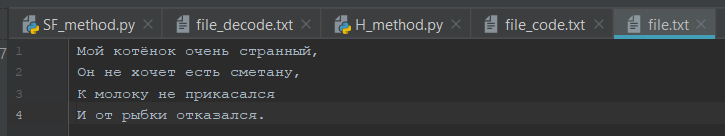 SF_method.py file_decode.txt H_method.py file_code.txt file.txt
7
1 Мой котёнок очень странный,
2 Он не хочет есть сметану,
3 К молоку не прикасался
4 И от рыбки отказался.